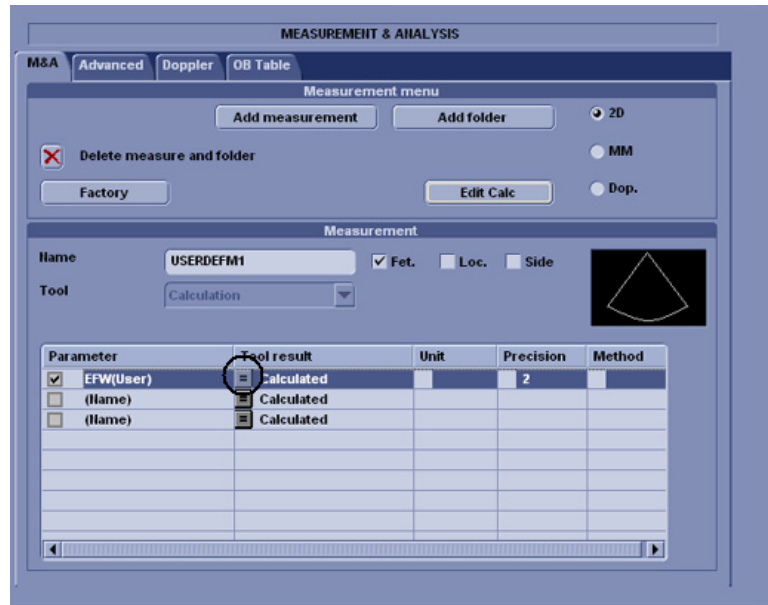 MEASUREMENT & ANALYSIS
M&A Advanced Doppler OB Table
Measurement menu
Add measurement Add folder 2D
Delete measure and folder MM
Factory Edit Calc Dop.
Measurement
Name USERDEFM1 Fet. Loc. Side
Tool Calculation
Parameter Tool result Unit Precision Method
EFW(User) = Calculated 2
(Name) = Calculated
(Name) = Calculated